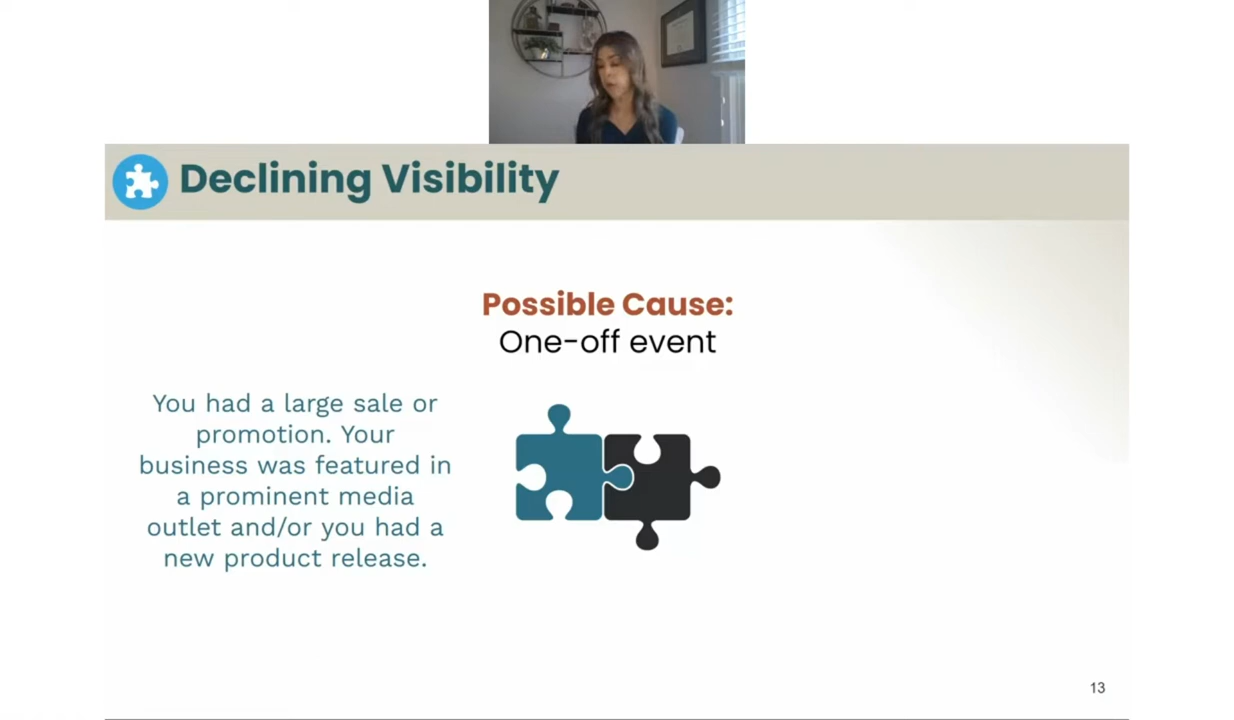 Declining Visibility
Possible Cause:
One-off event
You had a large sale or
promotion. Your
business was featured in
a prominent media
outlet and/or you had a
new product release.
13